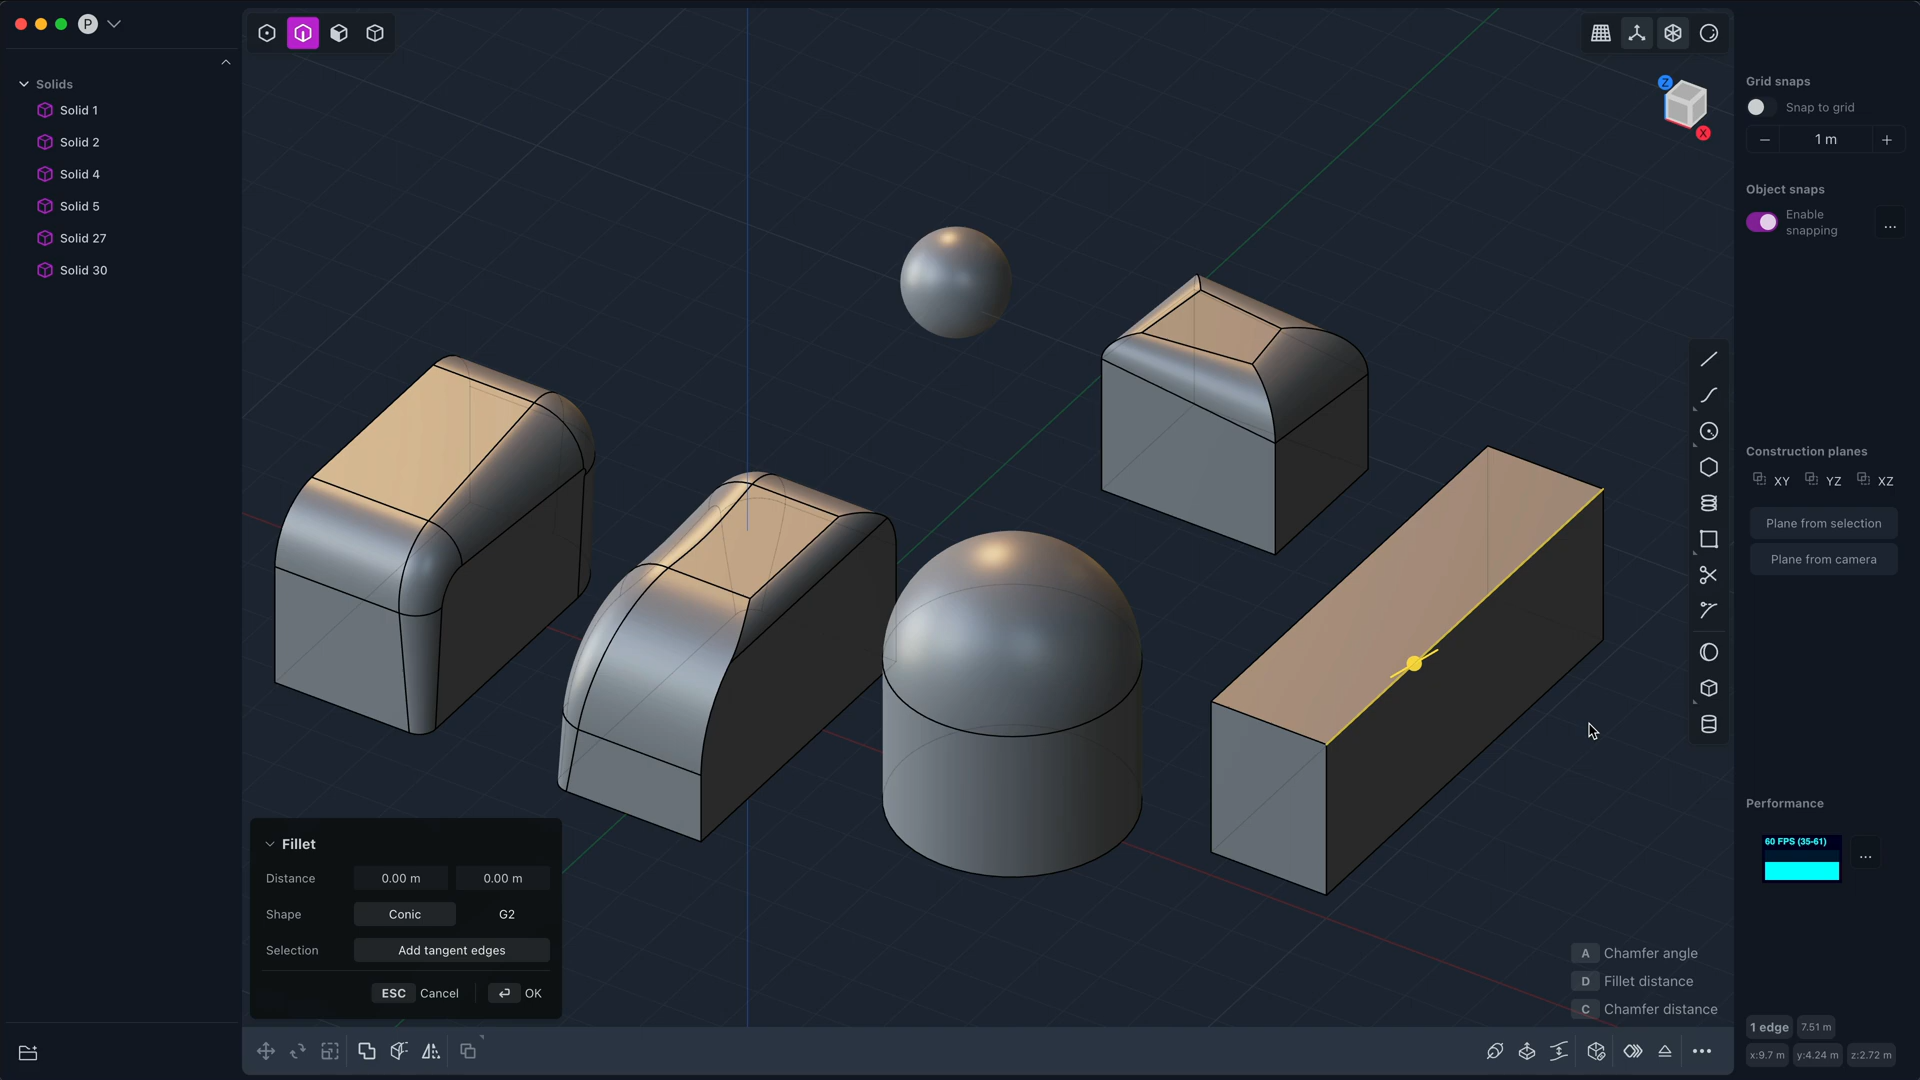 P
Solids
Solid 1
Solid 2
Solid 4
Solid 5
Solid 27
Solid 30
Z
X
Grid snaps
Snap to grid
− 1 m +
Object snaps
Enable
snapping
...
Construction planes
XY YZ XZ
Plane from selection
Plane from camera
Performance
60 FPS (35-61)
...
Fillet
Distance 0.00 m 0.00 m
Shape Conic G2
Selection Add tangent edges
ESC Cancel OK
A Chamfer angle
D Fillet distance
C Chamfer distance
1 edge 7.51 m
x:9.7 m y:4.24 m z:2.72 m